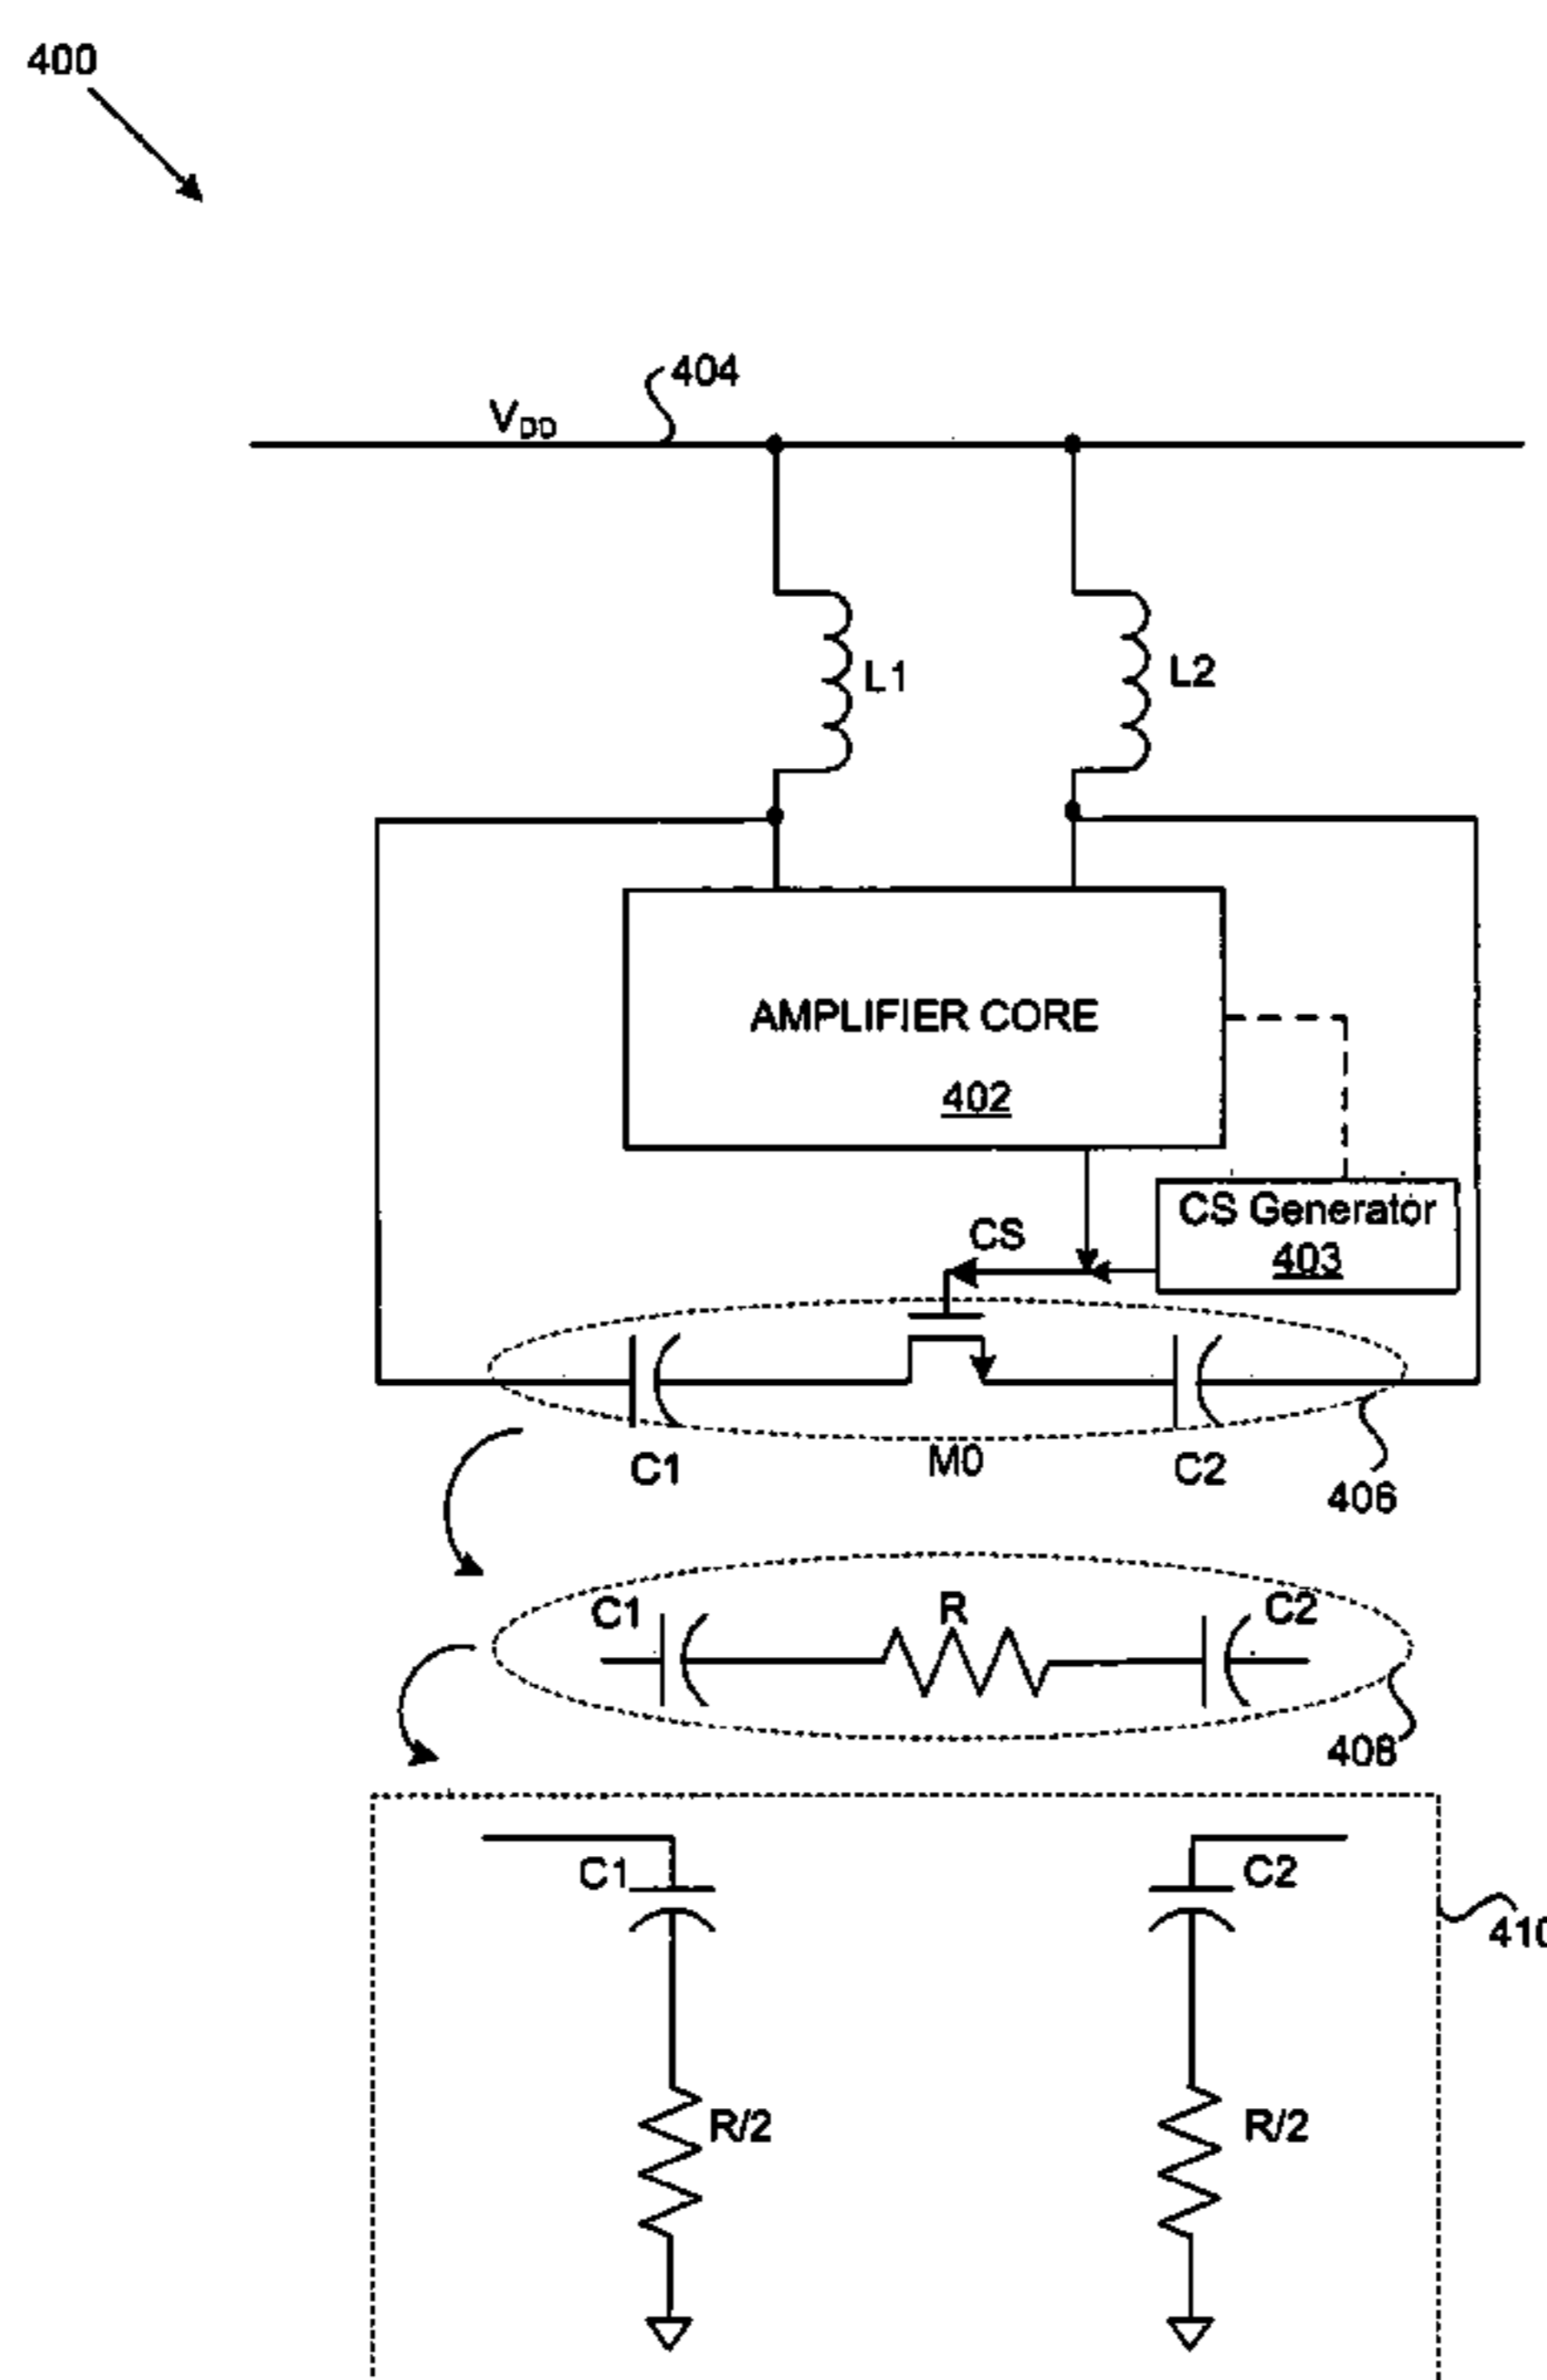 400
404
VDD
L1
L2
AMPLIFIER CORE
402
CS Generator
403
CS
C1
M0
C2
406
C1
R
C2
408
C1
C2
410
R/2
R/2